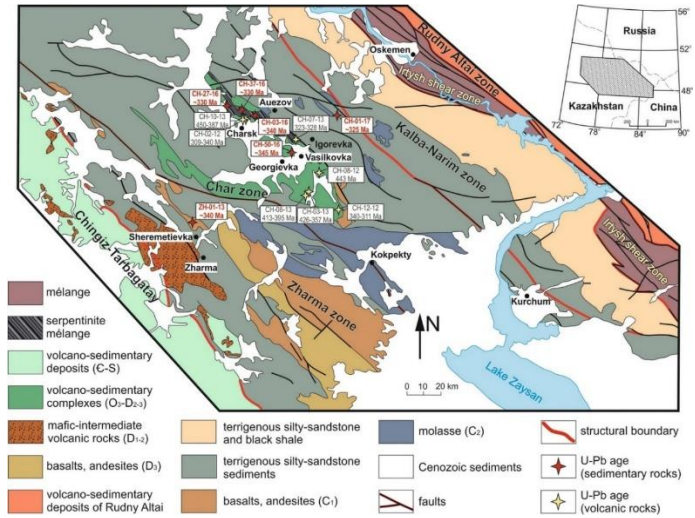 Oskemen
Rudny Altai zone
Irtysh shear zone
56°
Russia
52°
Kazakhstan
China
48°
72°
78°
84°
90°
CH-37-16
~330 Ma
CH-27-16
~330 Ma
Auezov
CH-10-13
450-387 Ma
CH-07-13
323-328 Ma
CH-01-17
~325 Ma
CH-03-16
~340 Ma
Charsk
CH-02-12
309-340 Ma
Igorevka
CH-50-16
~345 Ma
Vasilkovka
Georgievka
CH-08-12
443 Ma
Kalba-Narim zone
Char zone
ZH-01-13
~340 Ma
CH-08-13
413-395 Ma
CH-03-13
426-357 Ma
CH-12-12
340-311 Ma
Chingiz-Tarbagatay
Sheremetievka
Zharma
Kokpekty
Irtysh shear zone
Zharma zone
Kurchum
N
0 10 20 km
Lake Zaysan
mélange
serpentinite
mélange
volcano-sedimentary
deposits (Є-S)
volcano-sedimentary
complexes (O₃-D₂₋₃)
mafic-intermediate
volcanic rocks (D₁₋₂)
basalts, andesites (D₃)
volcano-sedimentary
deposits of Rudny Altai
terrigenous silty-sandstone
and black shale
terrigenous silty-sandstone
sediments
basalts, andesites (C₁)
molasse (C₂)
Cenozoic sediments
faults
structural boundary
U-Pb age
(sedimentary rocks)
U-Pb age
(volcanic rocks)